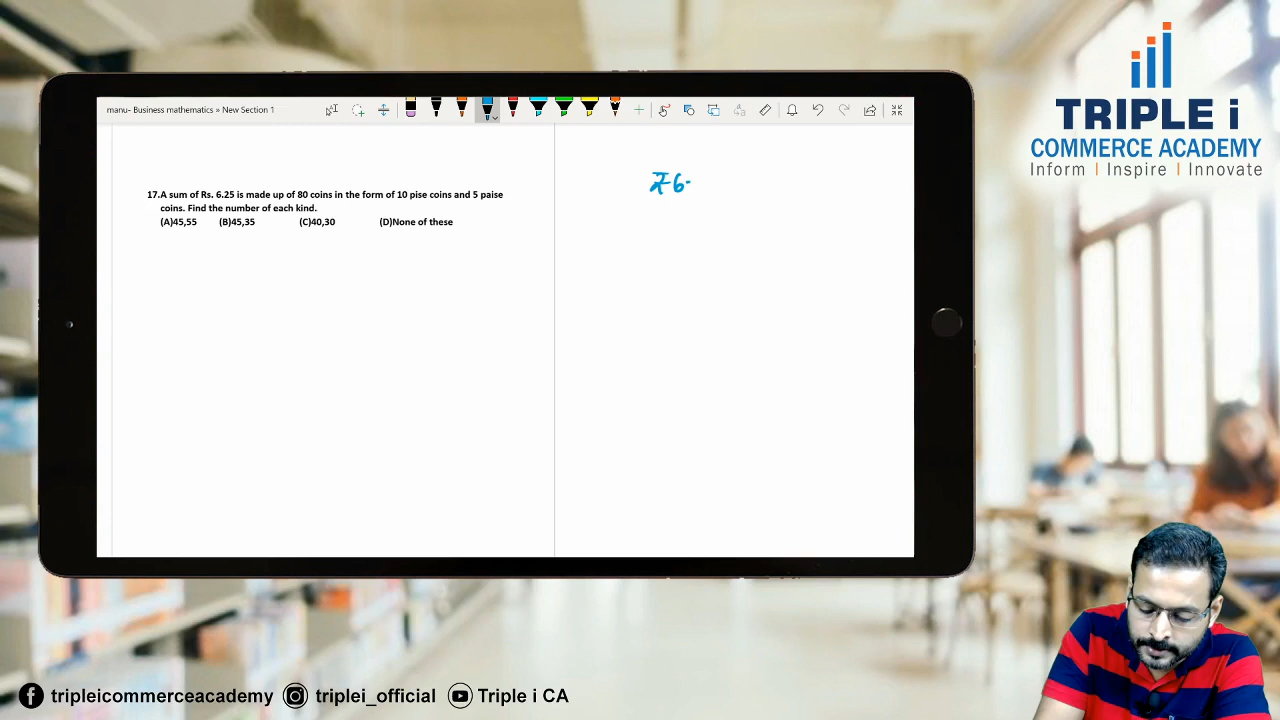 TRIPLE i
COMMERCE ACADEMY
Inform | Inspire | Innovate
manu- Business mathematics » New Section 1
17.A sum of Rs. 6.25 is made up of 80 coins in the form of 10 pise coins and 5 paise
coins. Find the number of each kind.
(A)45,55 (B)45,35 (C)40,30 (D)None of these
₹6.
tripleicommerceacademy triplei_official Triple i CA